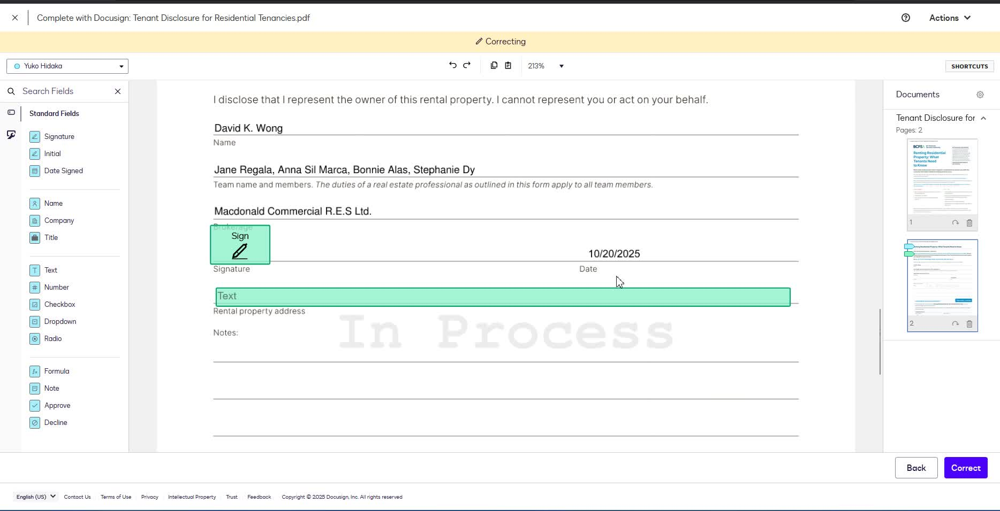 Complete with Docusign: Tenant Disclosure for Residential Tenancies.pdf
Actions
Correcting
Yuko Hidaka
213%
SHORTCUTS
Search Fields
Standard Fields
Signature
Initial
Date Signed
Name
Company
Title
Text
Number
Checkbox
Dropdown
Radio
Formula
Note
Approve
Decline
I disclose that I represent the owner of this rental property. I cannot represent you or act on your behalf.
David K. Wong
Name
Jane Regala, Anna Sil Marca, Bonnie Alas, Stephanie Dy
Team name and members. The duties of a real estate professional as outlined in this form apply to all team members.
Macdonald Commercial R.E.S Ltd.
Brokerage
Sign
10/20/2025
Signature
Date
Text
Rental property address
In Process
Notes:
Documents
Tenant Disclosure for
Pages: 2
BCFSA
Renting Residential
Property: What
Tenants Need
to Know
1
2
Back
Correct
English (US)
Contact Us
Terms of Use
Privacy
Intellectual Property
Trust
Feedback
Copyright © 2025 Docusign, Inc. All rights reserved